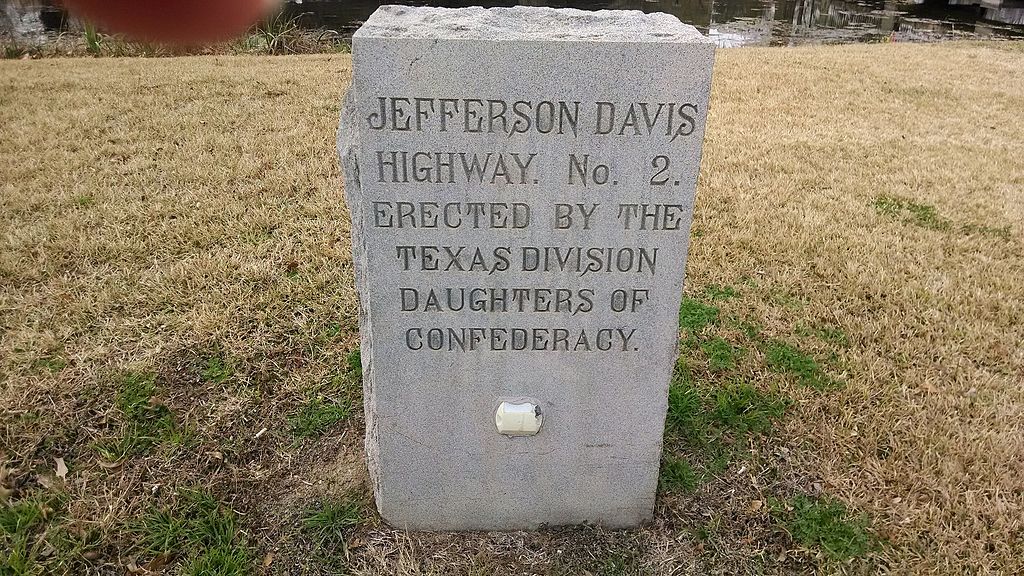 JEFFERSON DAVIS
HIGHWAY. No. 2.
ERECTED BY THE
TEXAS DIVISION
DAUGHTERS OF
CONFEDERACY.